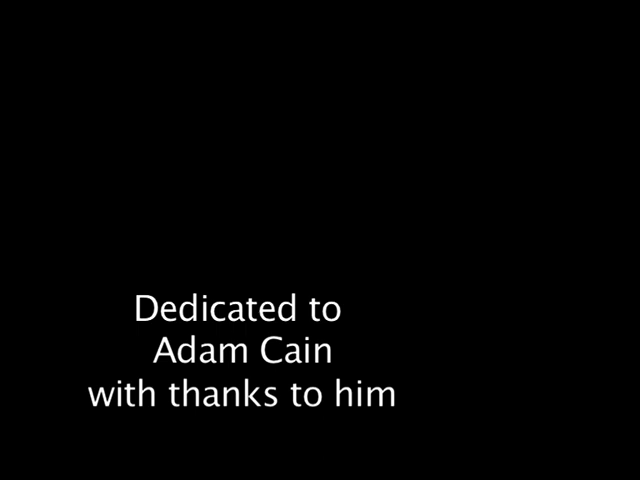 Dedicated to
Adam Cain
with thanks to him